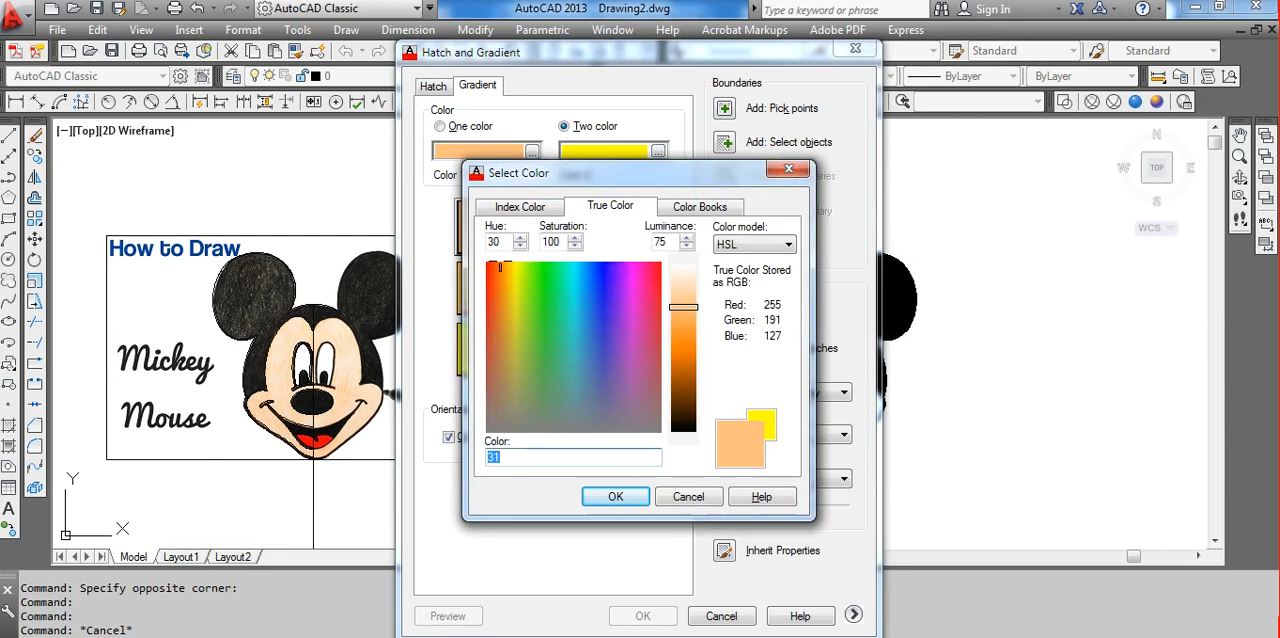 AutoCAD Classic
AutoCAD 2013 Drawing2.dwg
Type a keyword or phrase
Sign In
File Edit View Insert Format Tools Draw Dimension Modify Parametric Window Help Acrobat Markups Adobe PDF Express
Standard
Standard
AutoCAD Classic
0
ByLayer
ByLayer
[−][Top][2D Wireframe]
How to Draw
Mickey
Mouse
Y
X
N
W
TOP
E
S
WCS
Model Layout1 Layout2
Command: Specify opposite corner:
Command:
Command:
Command: *Cancel*
Hatch and Gradient
Hatch
Gradient
Color
One color
Two color
Boundaries
Add: Pick points
Add: Select objects
Inherit Properties
Preview
OK
Cancel
Help
Select Color
Index Color
True Color
Color Books
Hue:
Saturation:
Luminance:
Color model:
30
100
75
HSL
True Color Stored
as RGB:
Red: 255
Green: 191
Blue: 127
Color:
31
OK
Cancel
Help